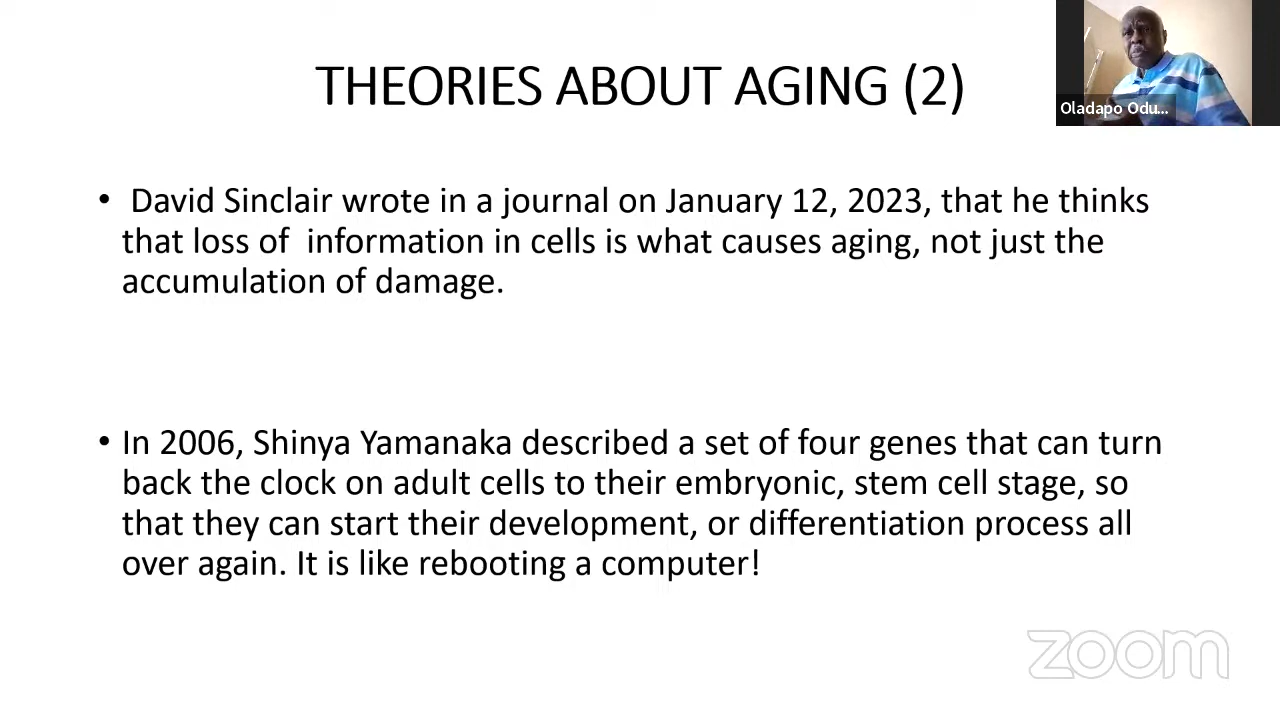 THEORIES ABOUT AGING (2)
Oladapo Odu...
• David Sinclair wrote in a journal on January 12, 2023, that he thinks
that loss of information in cells is what causes aging, not just the
accumulation of damage.
• In 2006, Shinya Yamanaka described a set of four genes that can turn
back the clock on adult cells to their embryonic, stem cell stage, so
that they can start their development, or differentiation process all
over again. It is like rebooting a computer!
zoom